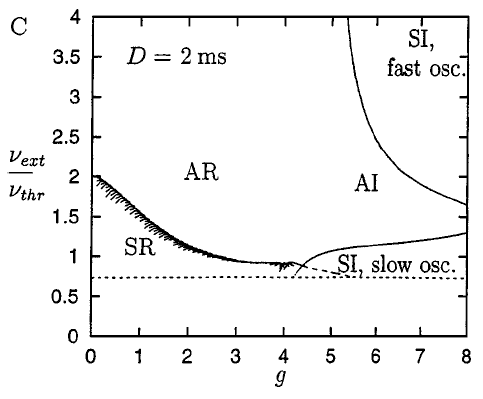 C
D = 2 ms
SI,
fast osc.
AR
AI
SR
SI, slow osc.
ν_ext
ν_thr
4
3.5
3
2.5
2
1.5
1
0.5
0
0 1 2 3 4 5 6 7 8
g